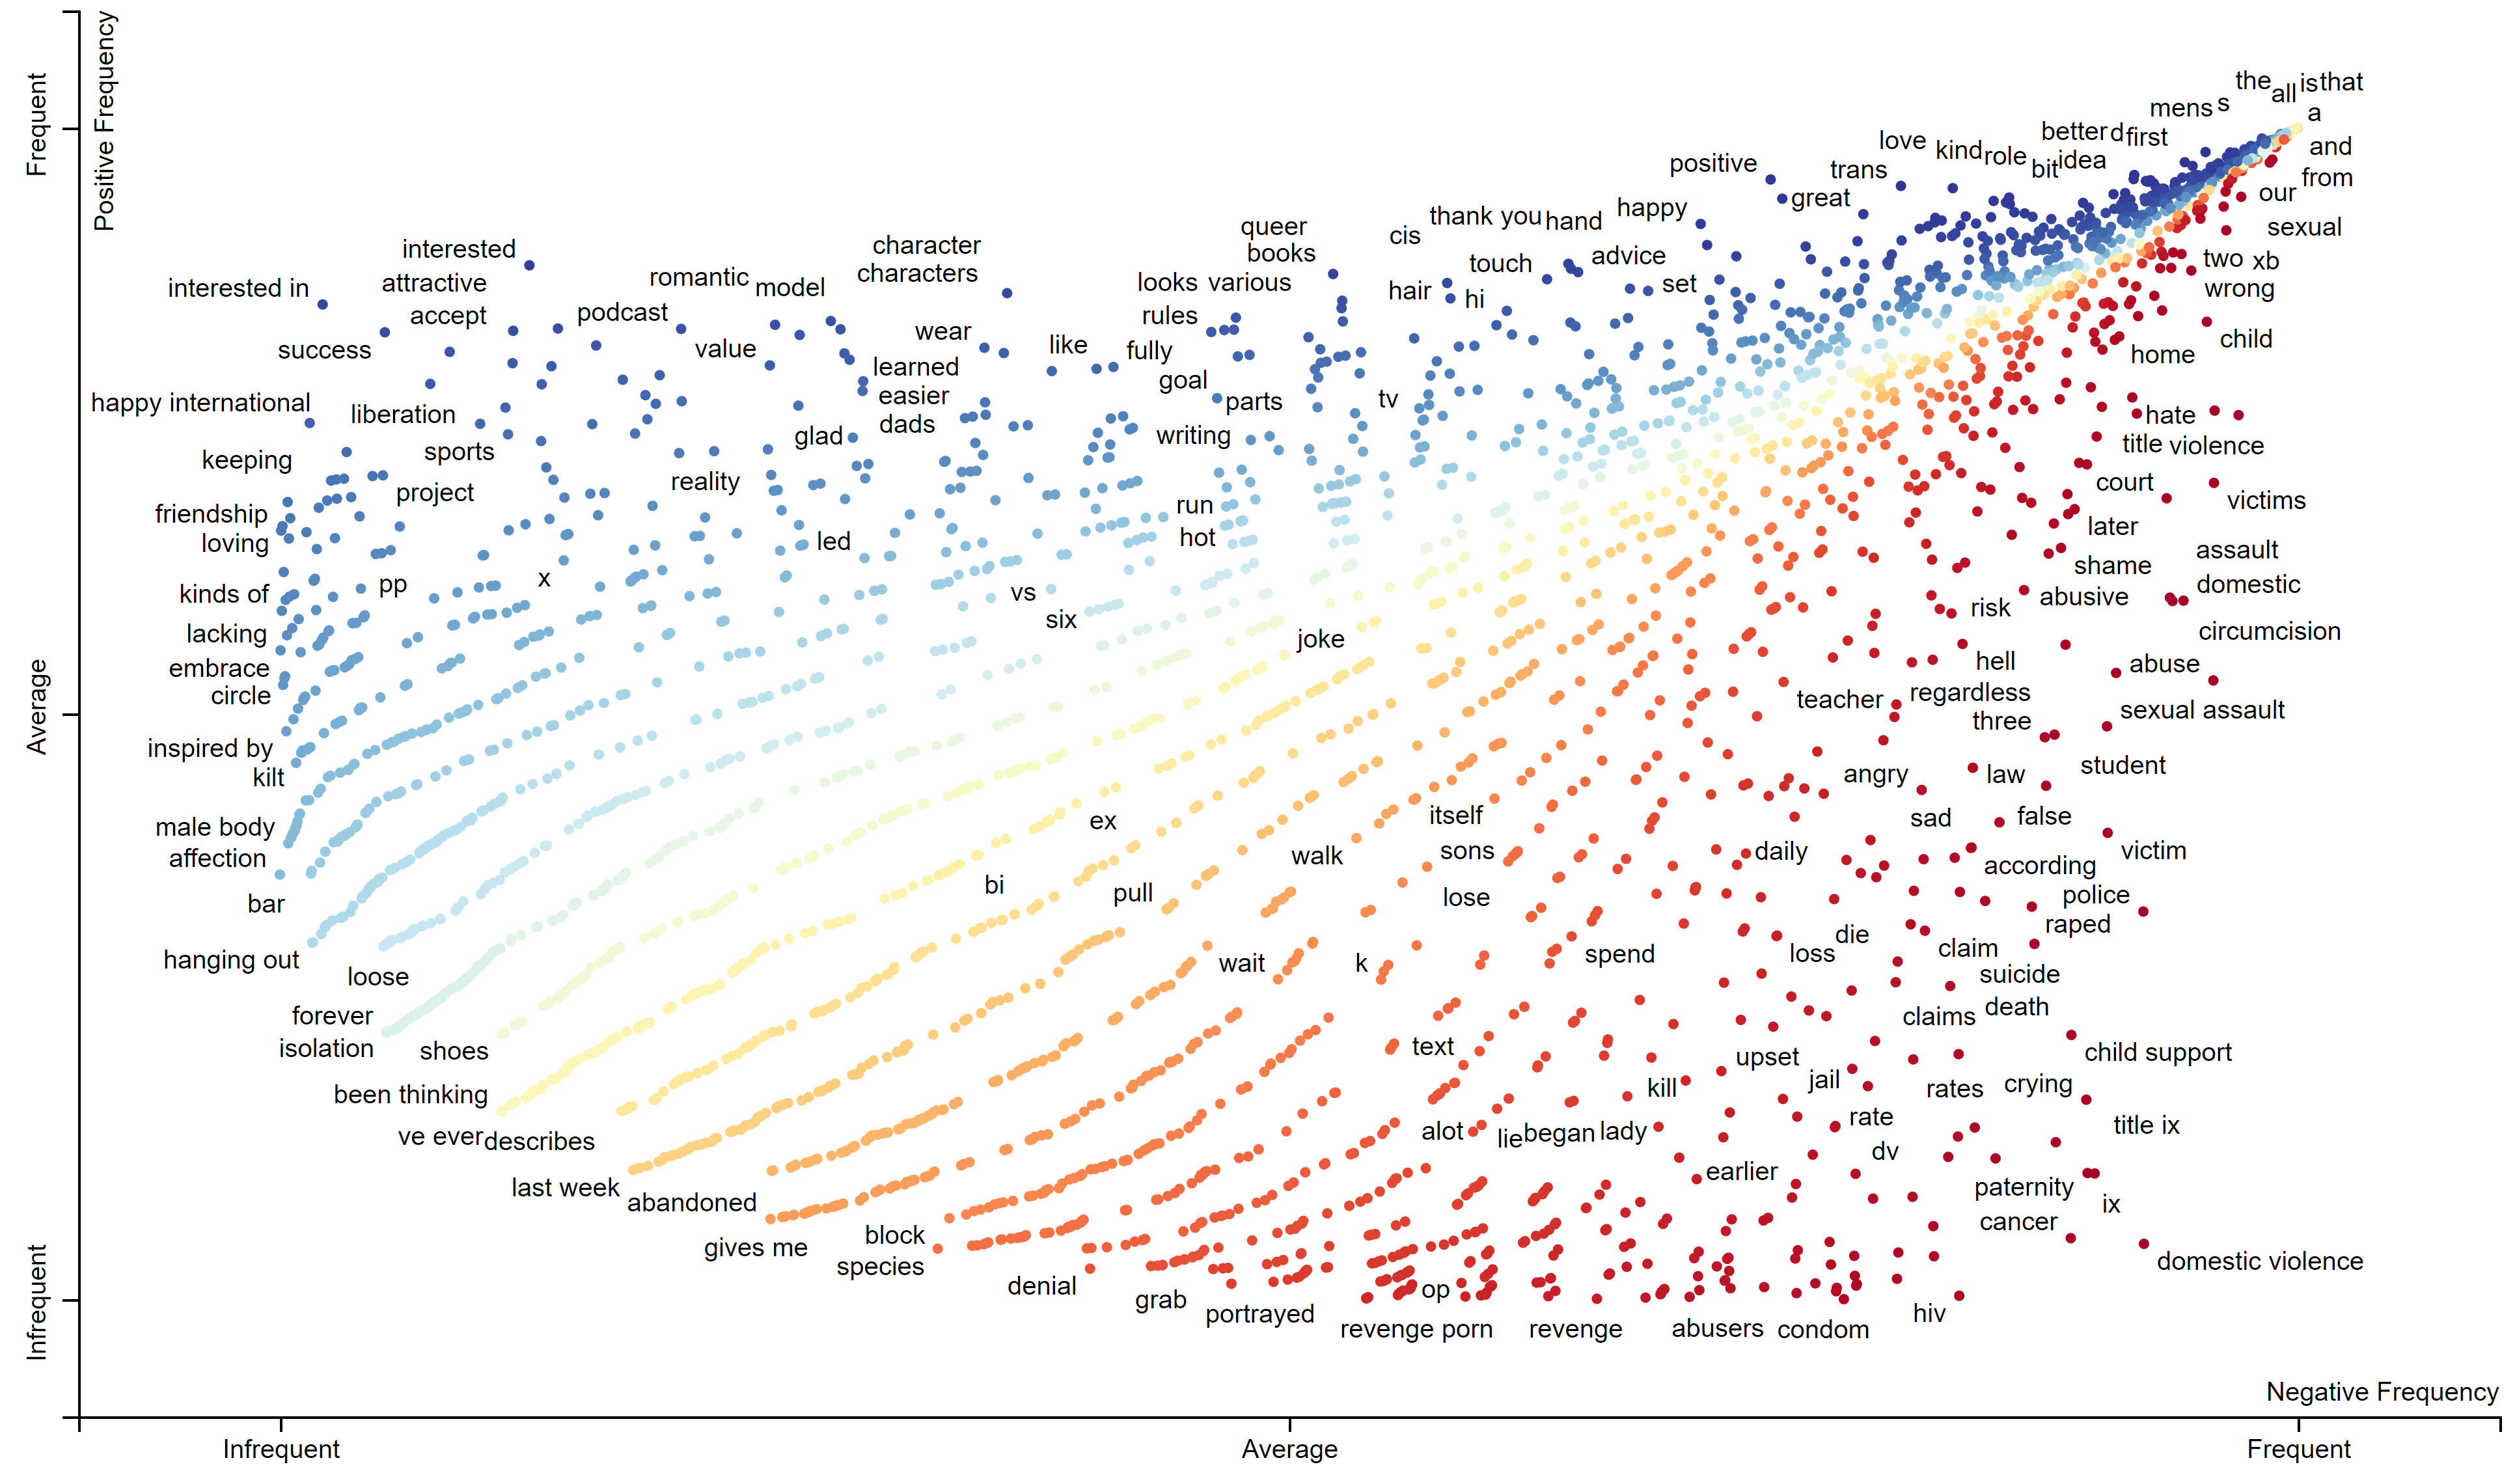 Frequent
Positive Frequency
the all is that
mens s a
better d first
love kind role bit idea and
positive trans from
great our
happy sexual
thank you hand
queer
cis
books
interested character
characters
advice
touch two xb
interested in attractive romantic model looks various hair hi set wrong
accept podcast rules
wear child
success value like fully home
learned
goal
easier
happy international liberation parts tv hate
dads
glad writing title violence
sports
keeping
reality court
project run victims
friendship
later
loving led hot assault
shame
pp x domestic
kinds of vs abusive
risk
six
lacking joke circumcision
embrace hell abuse
circle teacher regardless
Average
sexual assault
three
inspired by
kilt angry law student
itself sad false
male body ex
affection walk sons daily according victim
bi pull lose police
bar
raped
die
hanging out wait k spend loss claim
loose suicide
forever claims death
isolation shoes text upset child support
been thinking kill jail rates crying
ve ever describes alot lie began lady rate title ix
dv
earlier
last week abandoned paternity
ix
block cancer
gives me
species domestic violence
denial op
grab
portrayed hiv
revenge porn revenge abusers condom
Infrequent
Negative Frequency
Infrequent Average Frequent